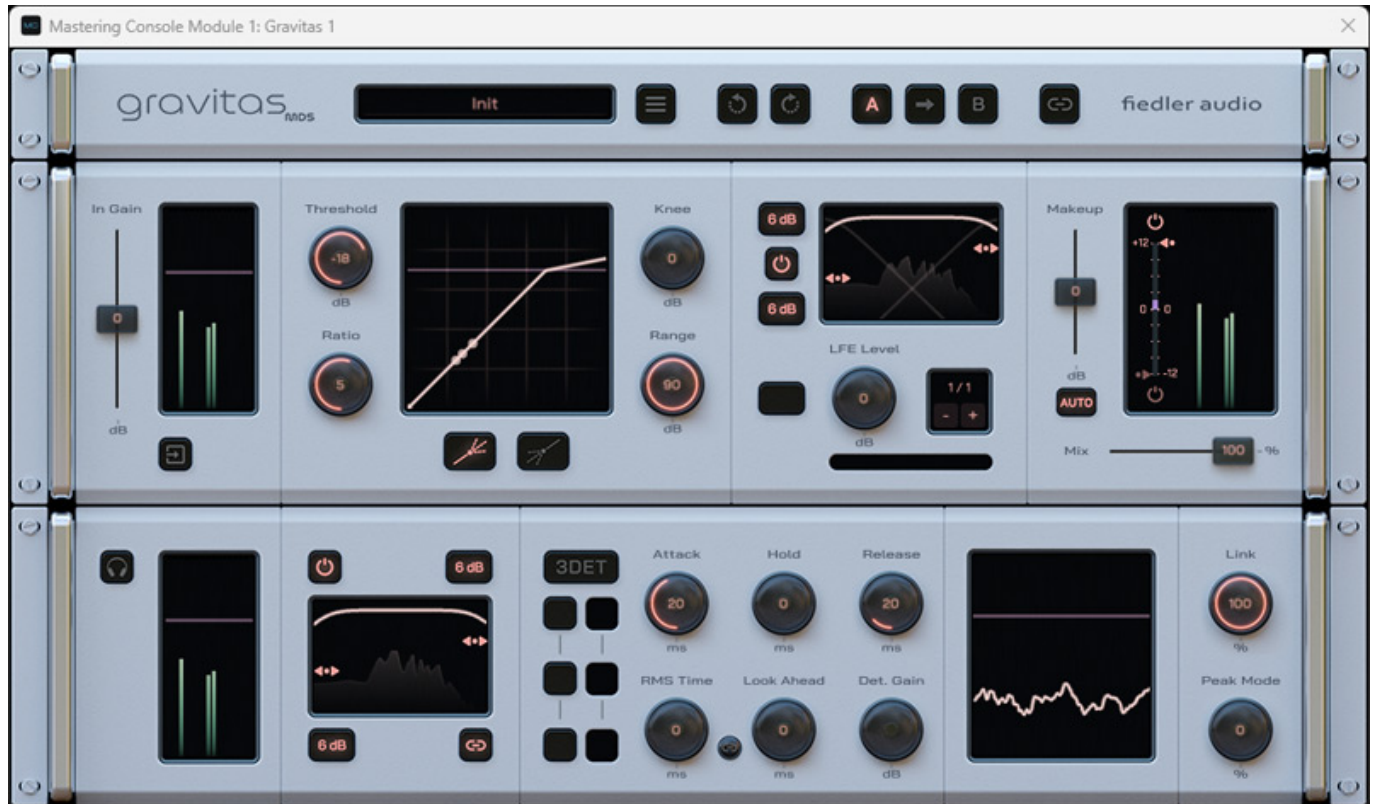 Mastering Console Module 1: Gravitas 1
gravitas MDS
Init
A
B
fiedler audio
In Gain
0
dB
Threshold
-18
dB
Ratio
5
Knee
0
dB
Range
90
dB
6 dB
6 dB
LFE Level
0
dB
1/1
- +
Makeup
0
dB
AUTO
+12
0 0
-12
Mix
100 - %
6 dB
6 dB
3DET
Attack
20
ms
Hold
0
ms
Release
20
ms
RMS Time
0
ms
Look Ahead
0
ms
Det. Gain
dB
Link
100
%
Peak Mode
0
%